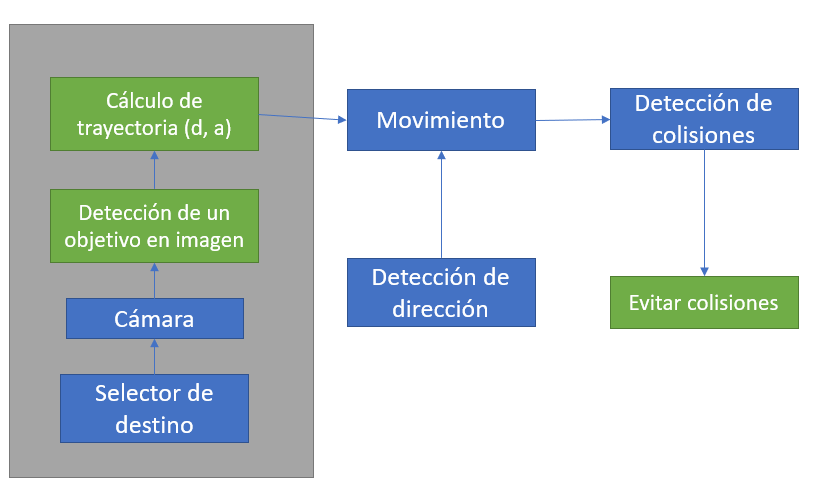 Cálculo de
trayectoria (d, a)
Detección de un
objetivo en imagen
Cámara
Selector de
destino
Movimiento
Detección de
dirección
Detección de
colisiones
Evitar colisiones